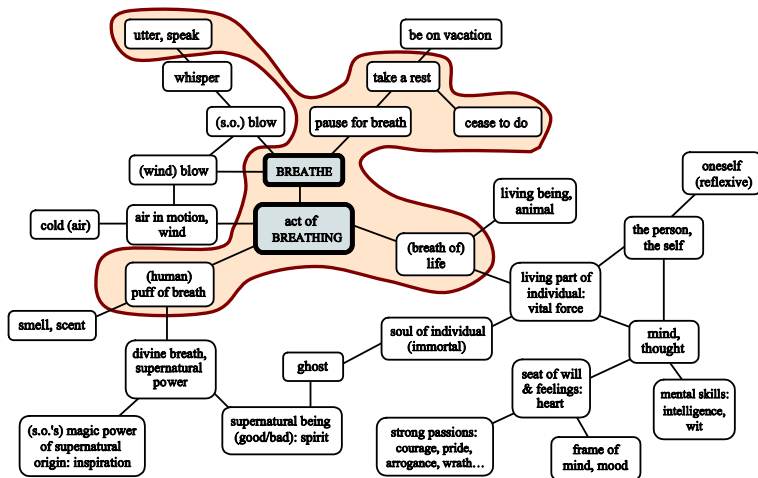 utter, speak
be on vacation
whisper
take a rest
(s.o.) blow
pause for breath
cease to do
(wind) blow
BREATHE
oneself
(reflexive)
living being,
animal
cold (air)
air in motion,
wind
act of
BREATHING
(breath of)
life
the person,
the self
(human)
puff of breath
living part of
individual:
vital force
smell, scent
soul of individual
(immortal)
mind,
thought
divine breath,
supernatural
power
ghost
seat of will
& feelings:
heart
mental skills:
intelligence,
wit
(s.o.'s) magic power
of supernatural
origin: inspiration
supernatural being
(good/bad): spirit
strong passions:
courage, pride,
arrogance, wrath...
frame of
mind, mood